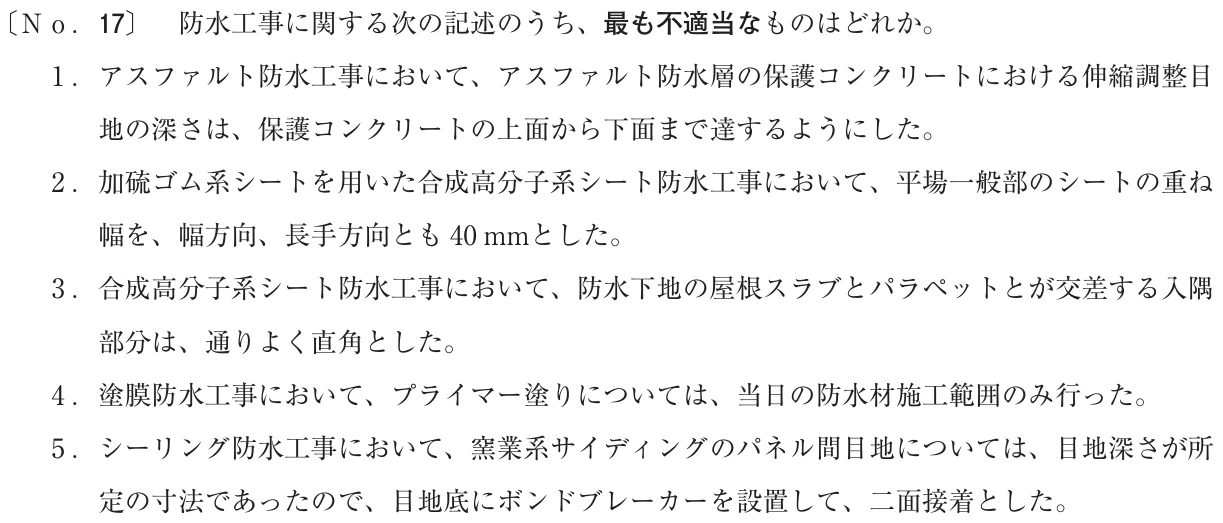 〔Ｎｏ．17〕　防水工事に関する次の記述のうち、最も不適当なものはどれか。
１．アスファルト防水工事において、アスファルト防水層の保護コンクリートにおける伸縮調整目
地の深さは、保護コンクリートの上面から下面まで達するようにした。
２．加硫ゴム系シートを用いた合成高分子系シート防水工事において、平場一般部のシートの重ね
幅を、幅方向、長手方向とも 40 mmとした。
３．合成高分子系シート防水工事において、防水下地の屋根スラブとパラペットとが交差する入隅
部分は、通りよく直角とした。
４．塗膜防水工事において、プライマー塗りについては、当日の防水材施工範囲のみ行った。
５．シーリング防水工事において、窯業系サイディングのパネル間目地については、目地深さが所
定の寸法であったので、目地底にボンドブレーカーを設置して、二面接着とした。